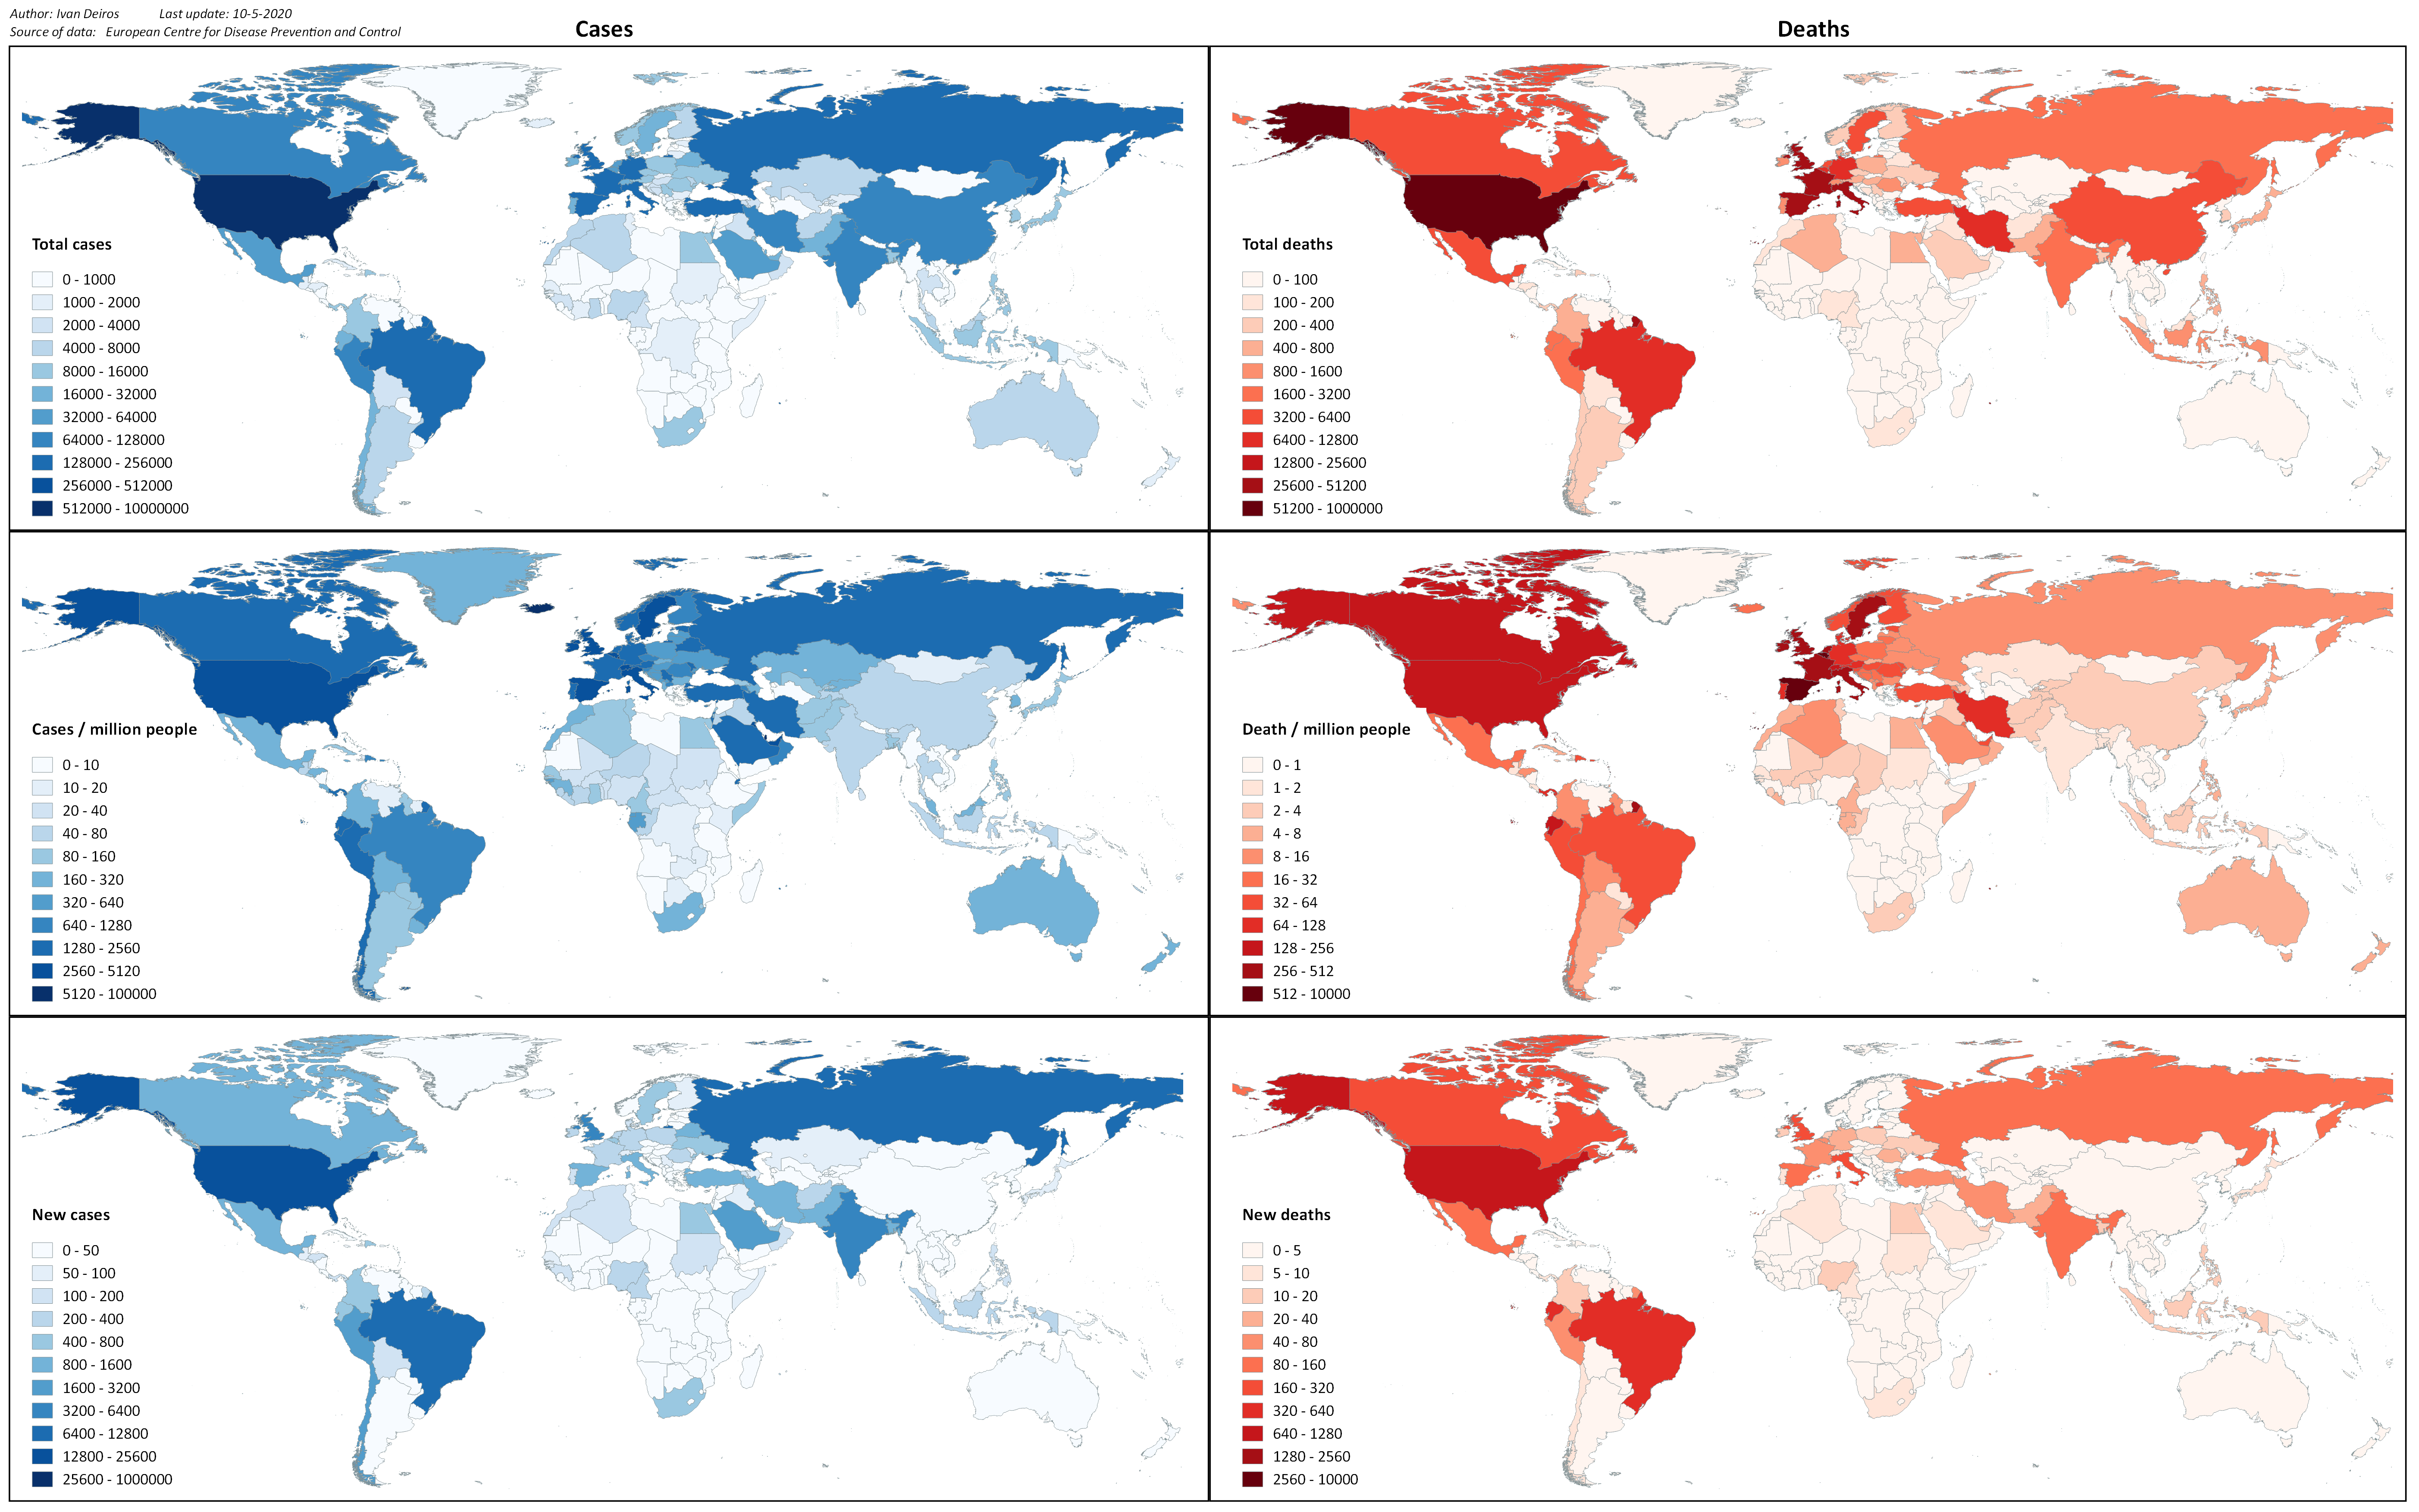 Author: Ivan Deiros Last update: 10-5-2020
Source of data: European Centre for Disease Prevention and Control
Cases
Deaths
Total cases
0 - 1000
1000 - 2000
2000 - 4000
4000 - 8000
8000 - 16000
16000 - 32000
32000 - 64000
64000 - 128000
128000 - 256000
256000 - 512000
512000 - 10000000
Total deaths
0 - 100
100 - 200
200 - 400
400 - 800
800 - 1600
1600 - 3200
3200 - 6400
6400 - 12800
12800 - 25600
25600 - 51200
51200 - 1000000
Cases / million people
0 - 10
10 - 20
20 - 40
40 - 80
80 - 160
160 - 320
320 - 640
640 - 1280
1280 - 2560
2560 - 5120
5120 - 100000
Death / million people
0 - 1
1 - 2
2 - 4
4 - 8
8 - 16
16 - 32
32 - 64
64 - 128
128 - 256
256 - 512
512 - 10000
New cases
0 - 50
50 - 100
100 - 200
200 - 400
400 - 800
800 - 1600
1600 - 3200
3200 - 6400
6400 - 12800
12800 - 25600
25600 - 1000000
New deaths
0 - 5
5 - 10
10 - 20
20 - 40
40 - 80
80 - 160
160 - 320
320 - 640
640 - 1280
1280 - 2560
2560 - 10000